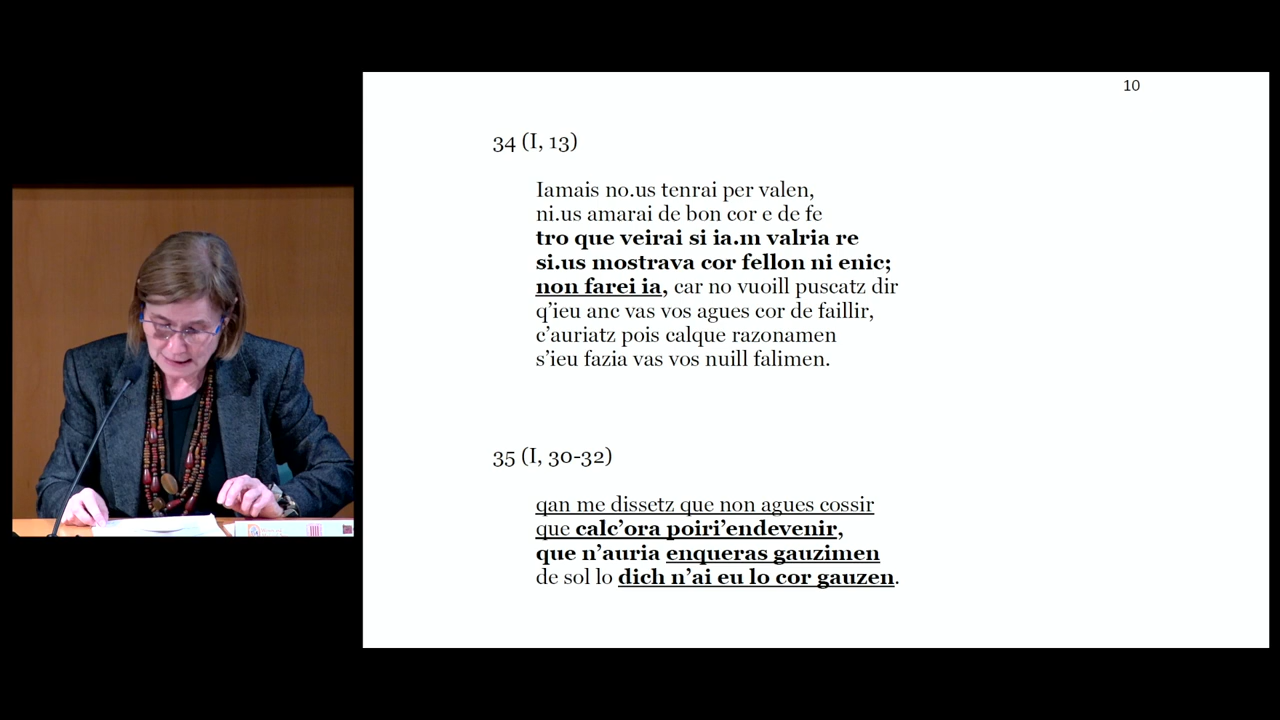 10
34 (I, 13)
Iamais no.us tenrai per valen,
ni.us amarai de bon cor e de fe
tro que veirai si ia.m valria re
si.us mostrava cor fellon ni enic;
non farei ia, car no vuoill puscatz dir
q'ieu anc vas vos agues cor de faillir,
c'auriatz pois calque razonamen
s'ieu fazia vas vos nuill falimen.
35 (I, 30-32)
qan me dissetz que non agues cossir
que calc'ora poiri'endevenir,
que n'auria enqueras gauzimen
de sol lo dich n'ai eu lo cor gauzen.